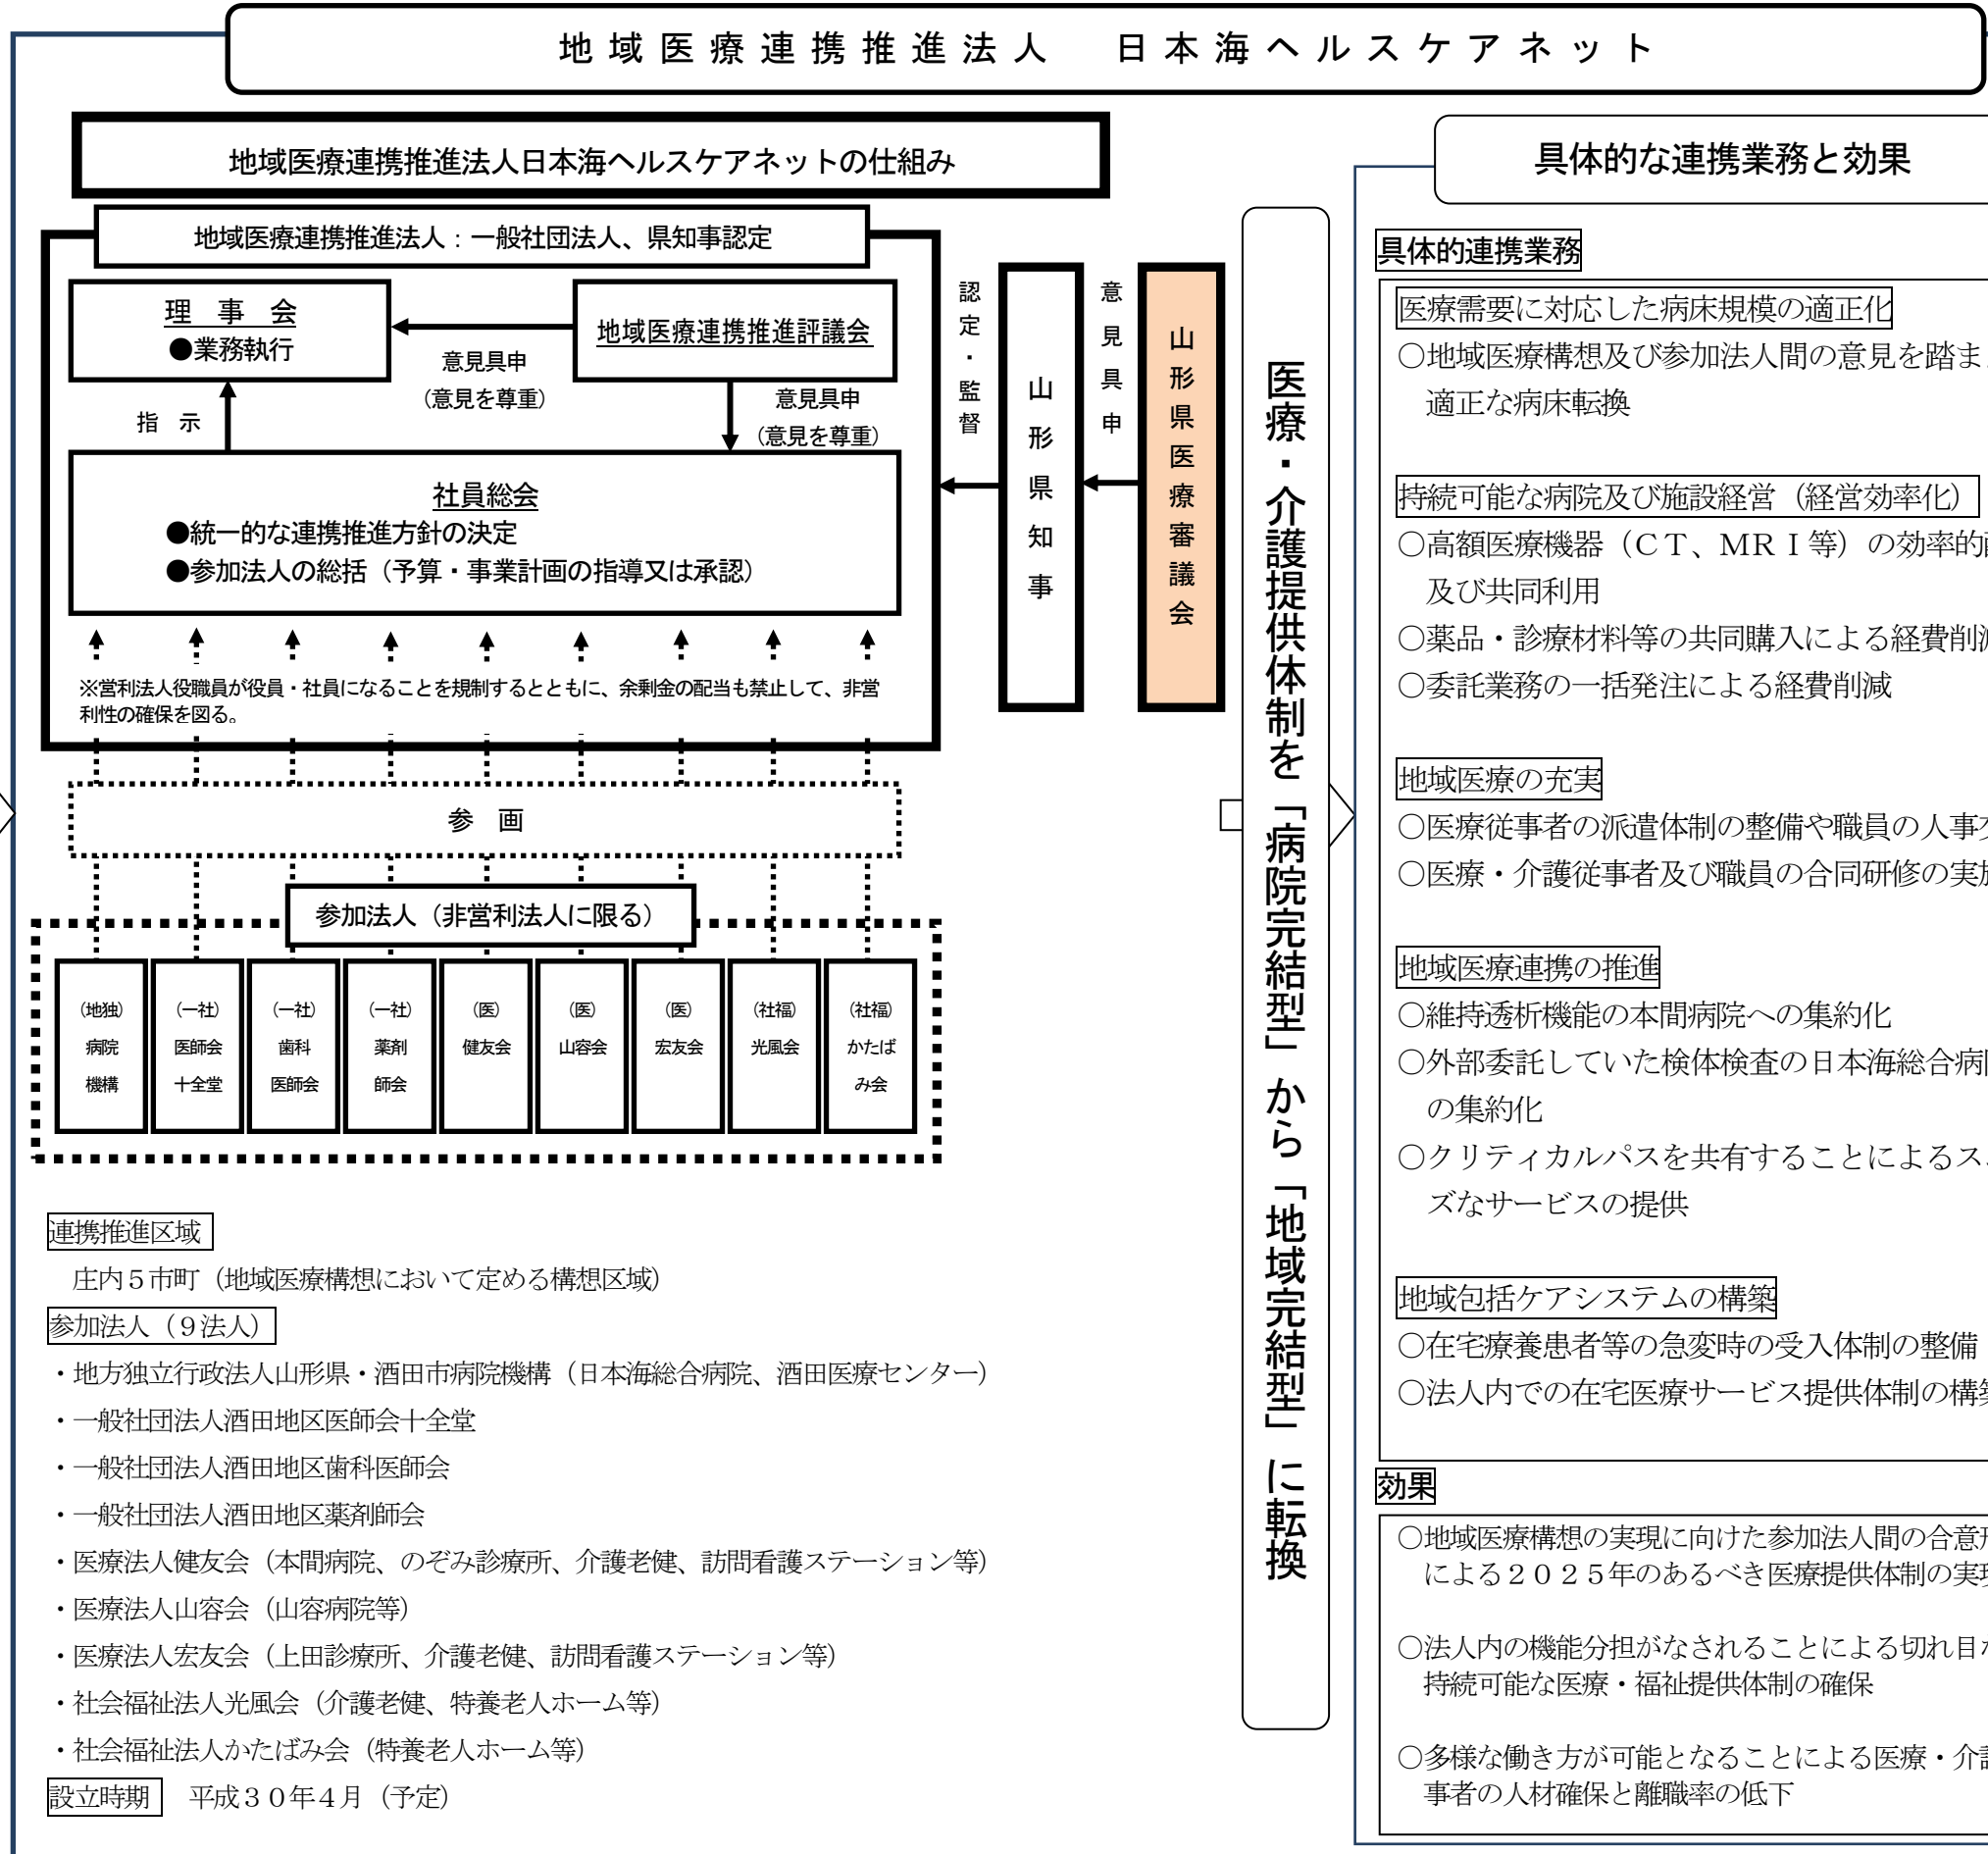 地域医療連携推進法人　日本海ヘルスケアネット
地域医療連携推進法人日本海ヘルスケアネットの仕組み
地域医療連携推進法人：一般社団法人、県知事認定
理　事　会
●業務執行
地域医療連携推進評議会
意見具申
（意見を尊重）
意見具申
（意見を尊重）
指　示
社員総会
●統一的な連携推進方針の決定
●参加法人の総括（予算・事業計画の指導又は承認）
※営利法人役職員が役員・社員になることを規制するとともに、余剰金の配当も禁止して、非営
利性の確保を図る。
認定・監督
山形県知事
意見具申
山形県医療審議会
参　画
参加法人（非営利法人に限る）
（地独）
病院
機構
（一社）
医師会
十全堂
（一社）
歯科
医師会
（一社）
薬剤
師会
（医）
健友会
（医）
山容会
（医）
宏友会
（社福）
光風会
（社福）
かたば
み会
連携推進区域
庄内５市町（地域医療構想において定める構想区域）
参加法人（９法人）
・地方独立行政法人山形県・酒田市病院機構（日本海総合病院、酒田医療センター）
・一般社団法人酒田地区医師会十全堂
・一般社団法人酒田地区歯科医師会
・一般社団法人酒田地区薬剤師会
・医療法人健友会（本間病院、のぞみ診療所、介護老健、訪問看護ステーション等）
・医療法人山容会（山容病院等）
・医療法人宏友会（上田診療所、介護老健、訪問看護ステーション等）
・社会福祉法人光風会（介護老健、特養老人ホーム等）
・社会福祉法人かたばみ会（特養老人ホーム等）
設立時期　平成３０年４月（予定）
医療・介護提供体制を「病院完結型」から「地域完結型」に転換
具体的な連携業務と効果
具体的連携業務
医療需要に対応した病床規模の適正化
○地域医療構想及び参加法人間の意見を踏ま
適正な病床転換
持続可能な病院及び施設経営（経営効率化）
○高額医療機器（ＣＴ、ＭＲＩ等）の効率的
及び共同利用
○薬品・診療材料等の共同購入による経費削
○委託業務の一括発注による経費削減
地域医療の充実
○医療従事者の派遣体制の整備や職員の人事
○医療・介護従事者及び職員の合同研修の実
地域医療連携の推進
○維持透析機能の本間病院への集約化
○外部委託していた検体検査の日本海総合病
の集約化
○クリティカルパスを共有することによるス
ズなサービスの提供
地域包括ケアシステムの構築
○在宅療養患者等の急変時の受入体制の整備
○法人内での在宅医療サービス提供体制の構
効果
○地域医療構想の実現に向けた参加法人間の合意
による２０２５年のあるべき医療提供体制の実
○法人内の機能分担がなされることによる切れ目
持続可能な医療・福祉提供体制の確保
○多様な働き方が可能となることによる医療・介
事者の人材確保と離職率の低下